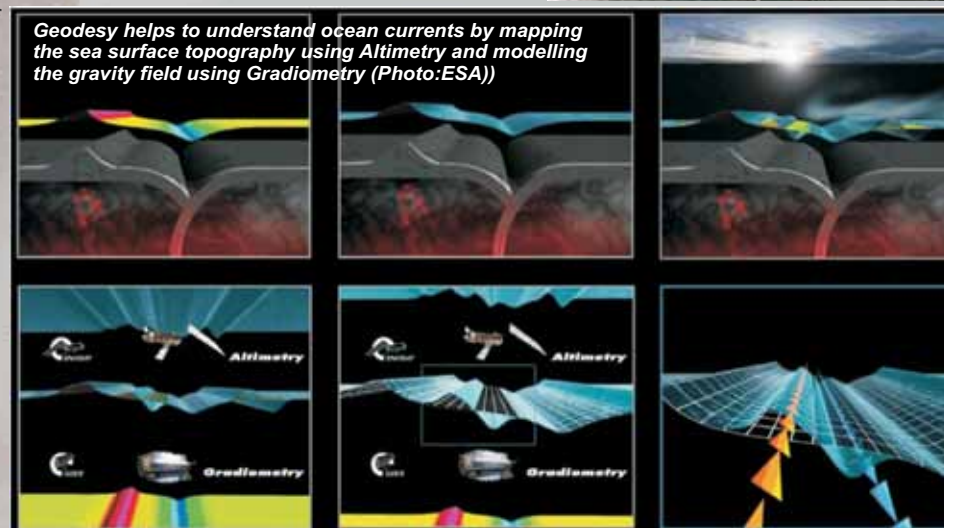 Geodesy helps to understand ocean currents by mapping
the sea surface topography using Altimetry and modelling
the gravity field using Gradiometry (Photo:ESA))
Altimetry
Gradiometry
Altimetry
Gradiometry